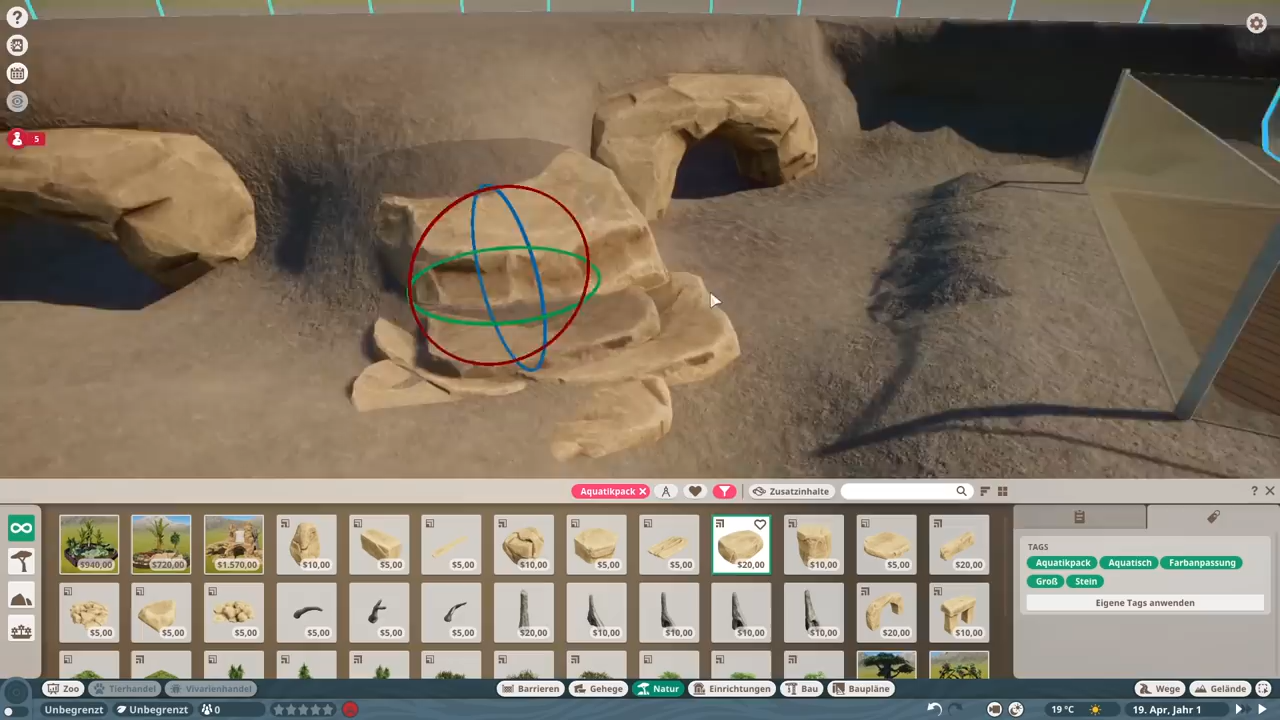 5
Aquatikpack ✕
Zusatzinhalte
? ✕
$940,00 $720,00 $1.570,00 $10,00 $5,00 $5,00 $10,00 $5,00 $5,00 $20,00 $10,00 $5,00 $20,00
$5,00 $5,00 $5,00 $5,00 $5,00 $5,00 $20,00 $10,00 $10,00 $10,00 $10,00 $20,00 $10,00
TAGS
Aquatikpack Aquatisch Farbanpassung
Groß Stein
Eigene Tags anwenden
Zoo Tierhandel Vivarienhandel Barrieren Gehege Natur Einrichtungen Bau Baupläne Wege Gelände
Unbegrenzt Unbegrenzt 0 19 °C 19. Apr, Jahr 1